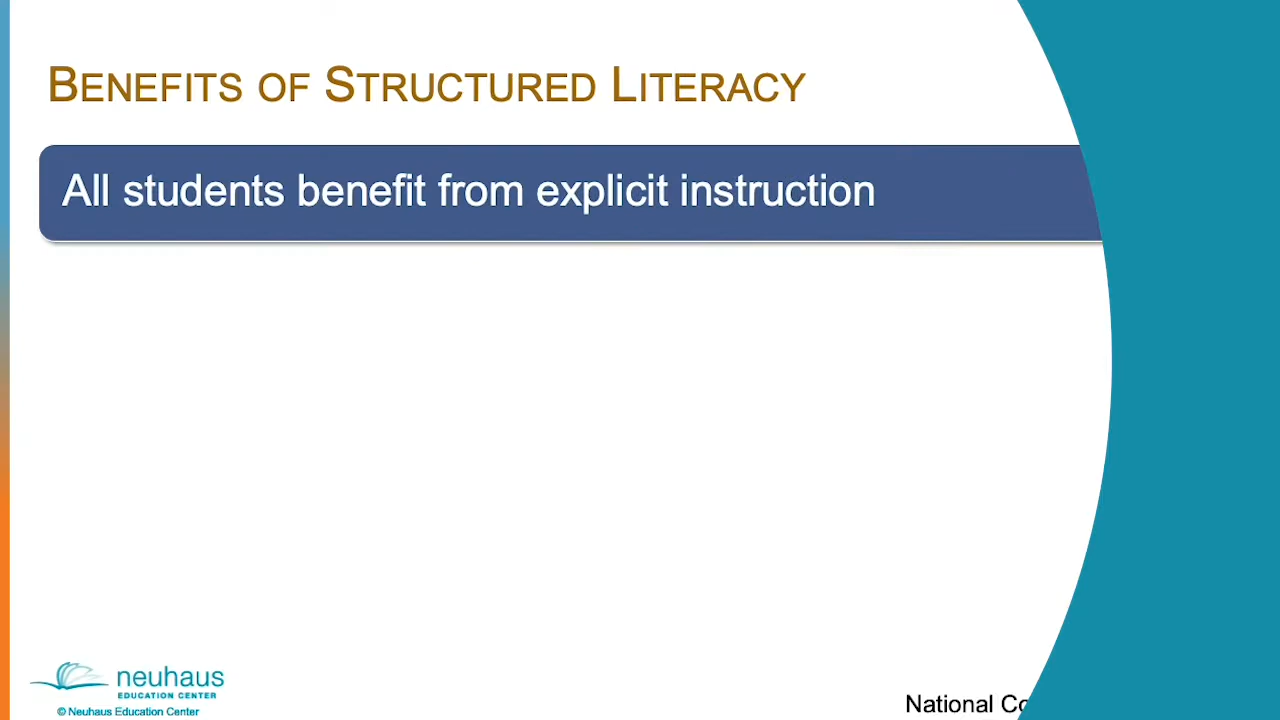 BENEFITS OF STRUCTURED LITERACY
All students benefit from explicit instruction
neuhaus
EDUCATION CENTER
© Neuhaus Education Center
National